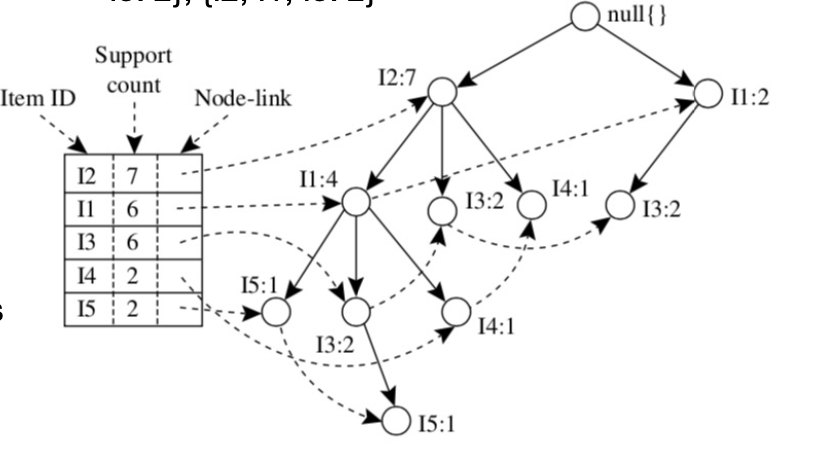 null{}
Support
count
Item ID
Node-link
I2:7
I1:2
I2 7
I1 6
I3 6
I4 2
I5 2
I1:4
I3:2
I4:1
I3:2
I5:1
I3:2
I4:1
I5:1